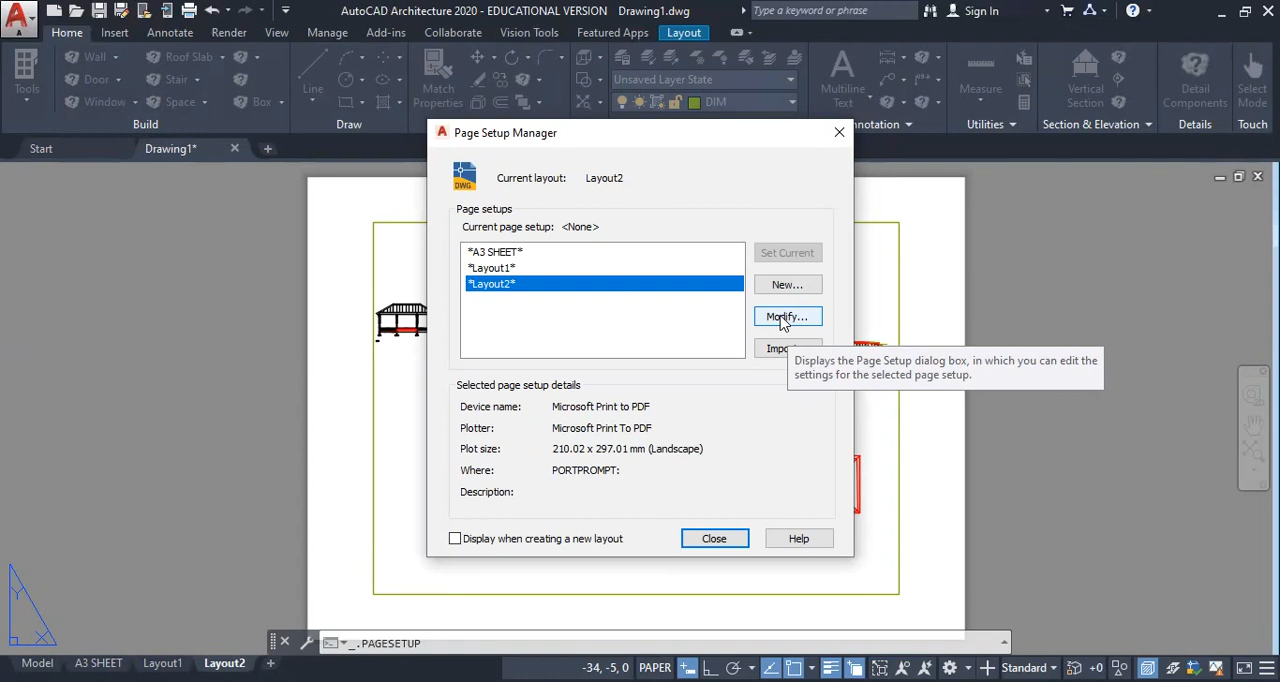 AutoCAD Architecture 2020 - EDUCATIONAL VERSION Drawing1.dwg Type a keyword or phrase Sign In
A
Home Insert Annotate Render View Manage Add-ins Collaborate Vision Tools Featured Apps Layout
Tools Wall Roof Slab Line Match Properties Unsaved Layer State Multiline Text Measure Vertical Section Detail Components Select Mode
Door Stair
Window Space Box DIM
Build Draw nnotation Utilities Section & Elevation Details Touch
Start Drawing1* +
Page Setup Manager
DWG
Current layout: Layout2
Page setups
Current page setup: <None>
*A3 SHEET*
*Layout1*
*Layout2*
Set Current
New...
Modify...
Impo
Displays the Page Setup dialog box, in which you can edit the
settings for the selected page setup.
Selected page setup details
Device name: Microsoft Print to PDF
Plotter: Microsoft Print To PDF
Plot size: 210.02 x 297.01 mm (Landscape)
Where: PORTPROMPT:
Description:
Display when creating a new layout Close Help
Y
X
_.PAGESETUP
Model A3 SHEET Layout1 Layout2 + -34, -5, 0 PAPER Standard +0